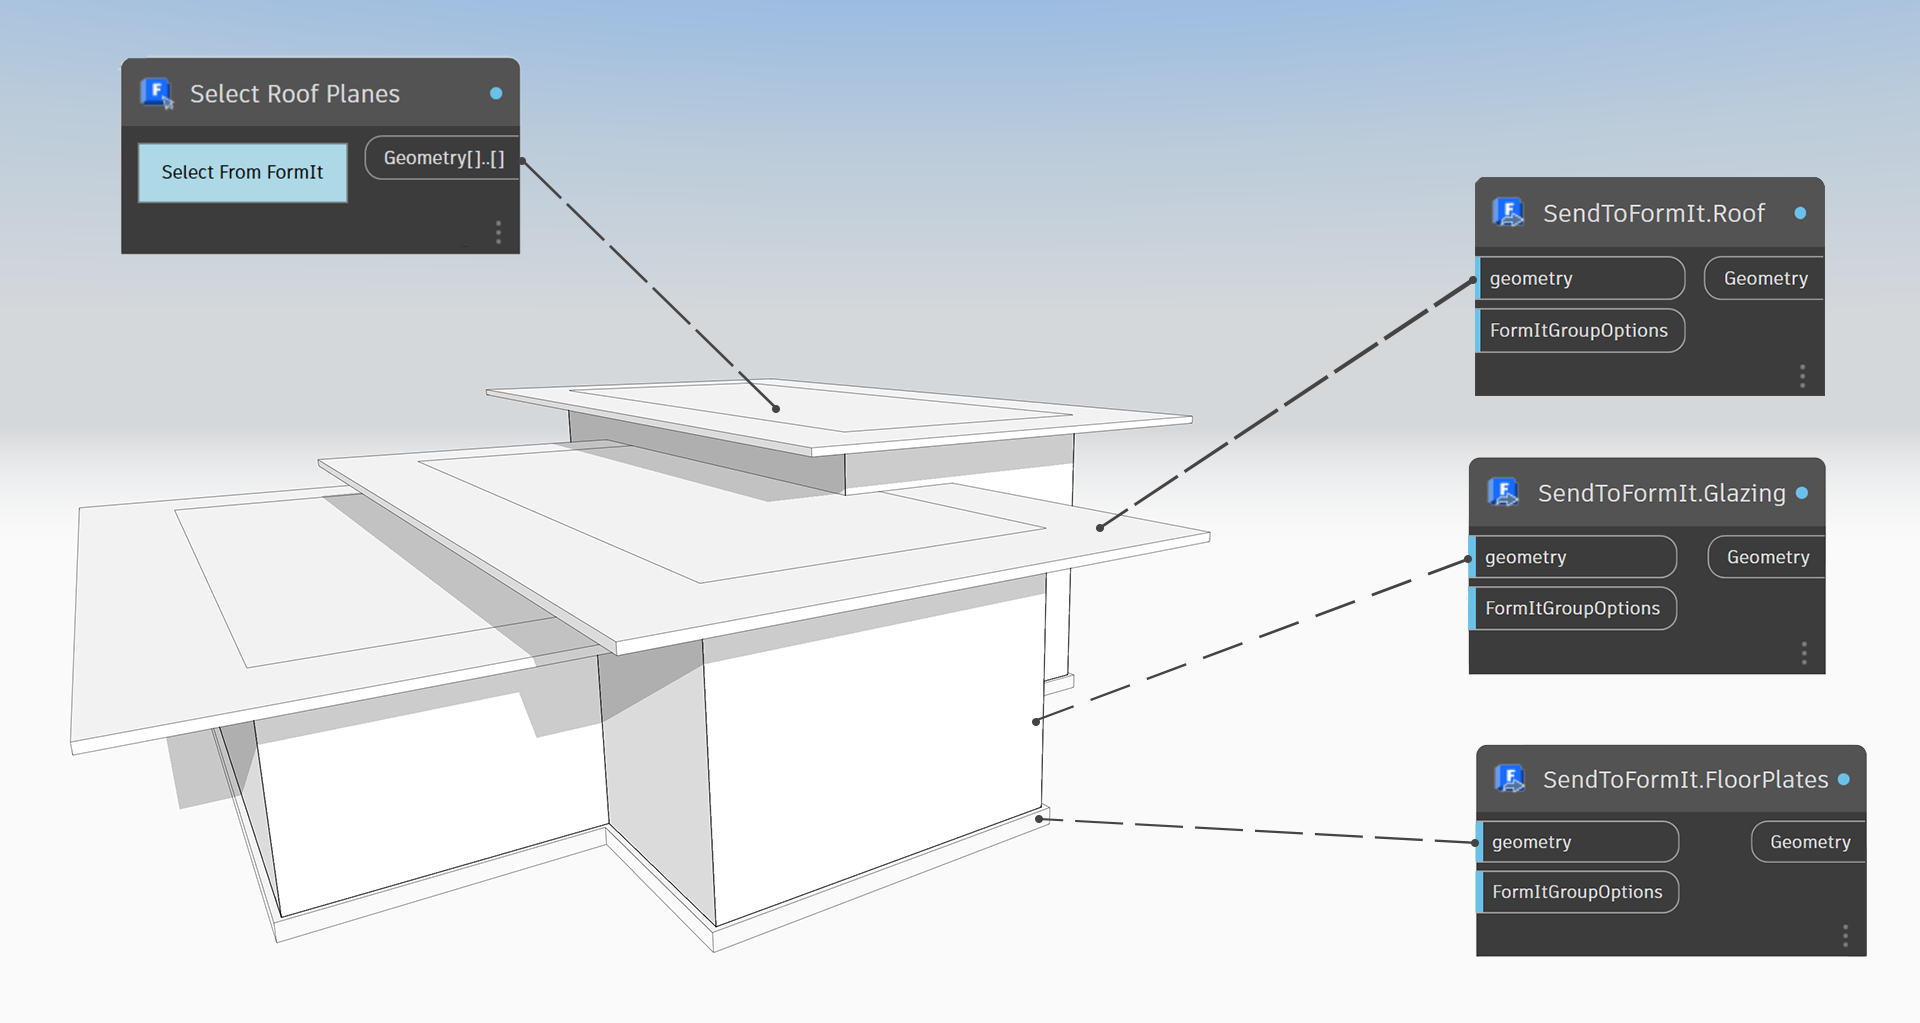 Select Roof Planes
Select From FormIt
Geometry[]..[]
SendToFormIt.Roof
geometry
Geometry
FormItGroupOptions
SendToFormIt.Glazing
geometry
Geometry
FormItGroupOptions
SendToFormIt.FloorPlates
geometry
Geometry
FormItGroupOptions